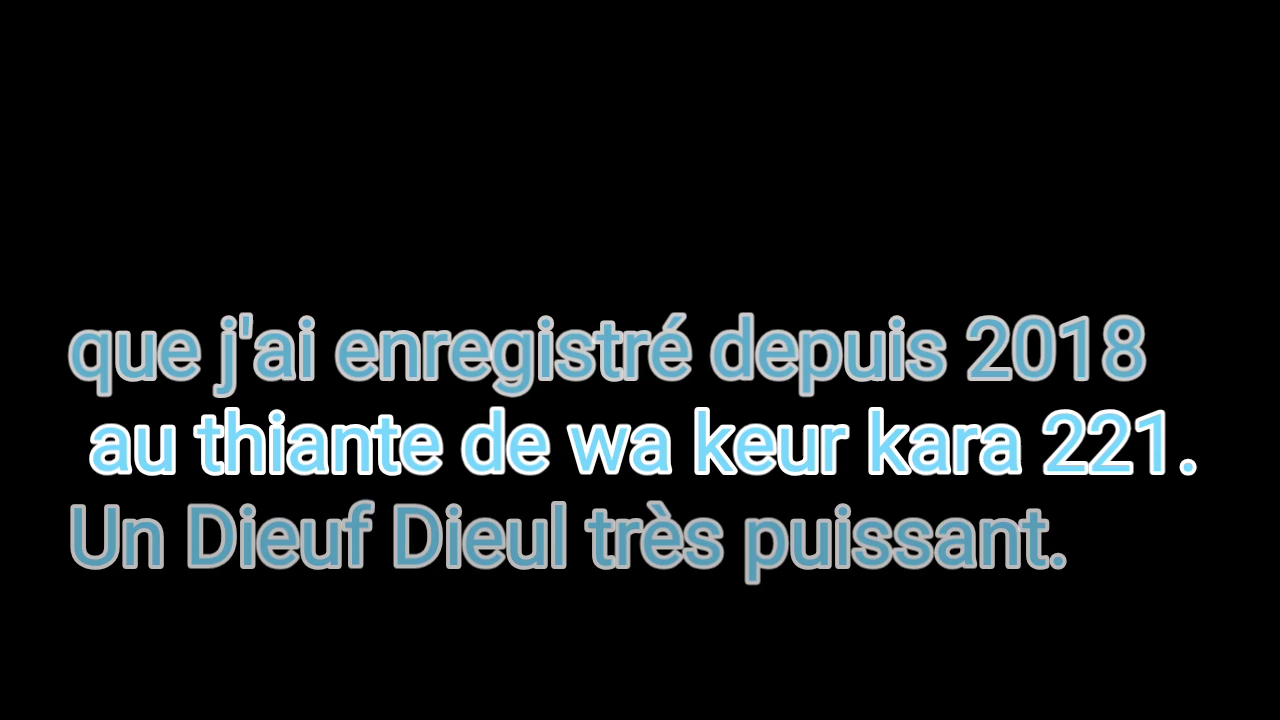 que j'ai enregistré depuis 2018
au thiante de wa keur kara 221.
Un Dieuf Dieul très puissant.